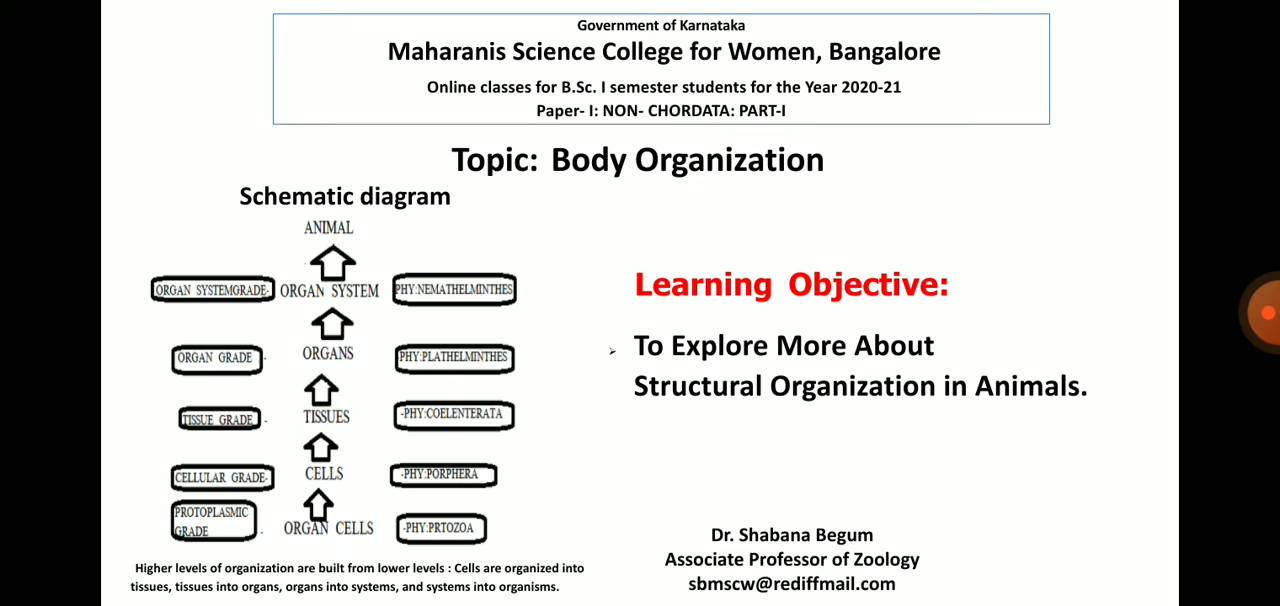 Government of Karnataka
Maharanis Science College for Women, Bangalore
Online classes for B.Sc. I semester students for the Year 2020-21
Paper- I: NON- CHORDATA: PART-I
Topic: Body Organization
Schematic diagram
ANIMAL
ORGAN SYSTEMGRADE- ORGAN SYSTEM PHY:NEMATHELMINTHES
ORGAN GRADE - ORGANS PHY:PLATHELMINTHES
TISSUE GRADE - TISSUES -PHY:COELENTERATA
CELLULAR GRADE- CELLS -PHY:PORPHERA
PROTOPLASMIC
GRADE - ORGAN CELLS -PHY:PRTOZOA
Higher levels of organization are built from lower levels : Cells are organized into
tissues, tissues into organs, organs into systems, and systems into organisms.
Learning Objective:
➢ To Explore More About
Structural Organization in Animals.
Dr. Shabana Begum
Associate Professor of Zoology
sbmscw@rediffmail.com